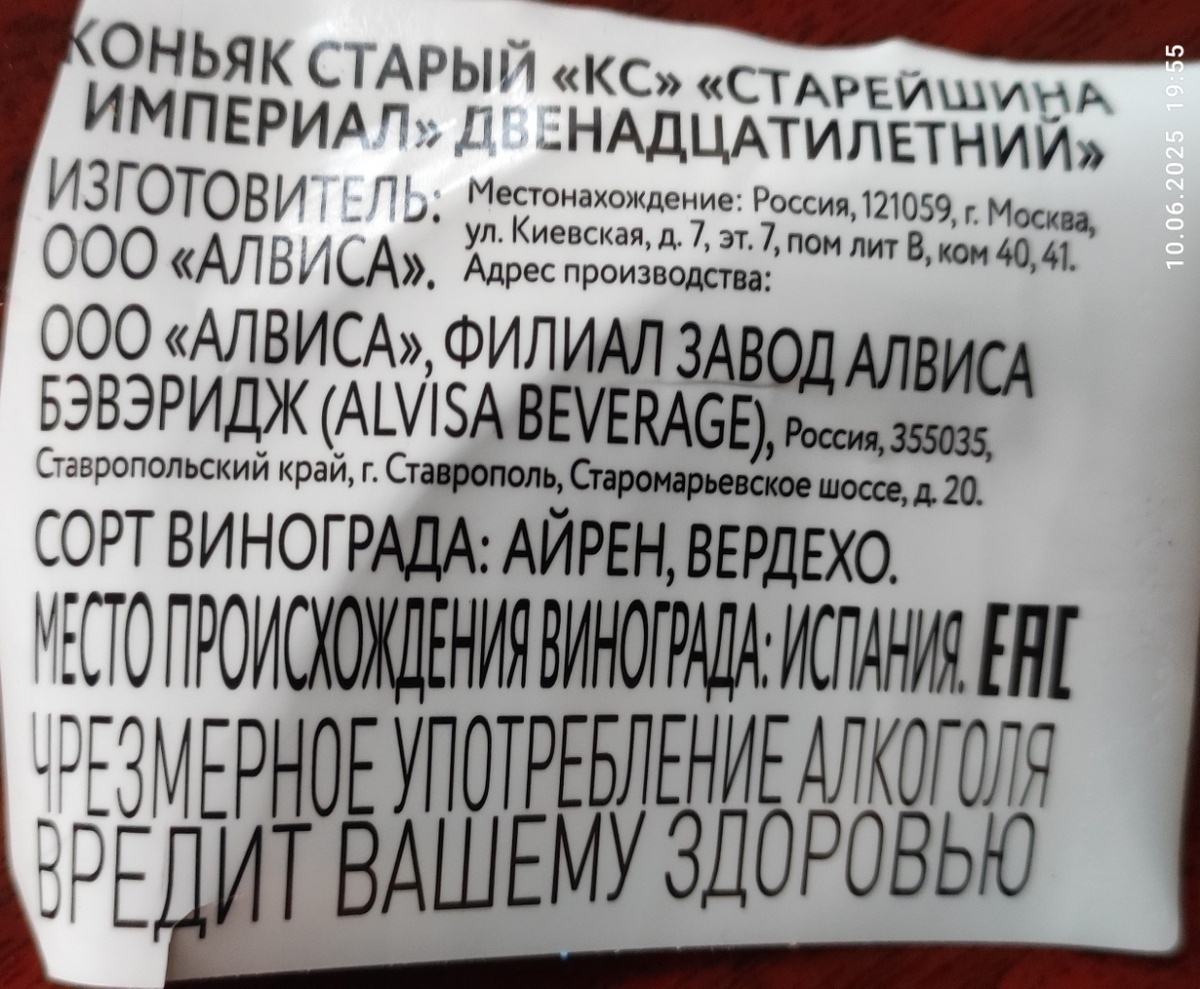 КОНЬЯК СТАРЫЙ «КС» «СТАРЕЙШИНА
ИМПЕРИАЛ» ДВЕНАДЦАТИЛЕТНИЙ»
ИЗГОТОВИТЕЛЬ:
ООО «АЛВИСА».
Местонахождение: Россия, 121059, г. Москва,
ул. Киевская, д. 7, эт. 7, пом лит В, ком 40, 41.
Адрес производства:
ООО «АЛВИСА», ФИЛИАЛ ЗАВОД АЛВИСА
БЭВЭРИДЖ (ALVISA BEVERAGE), Россия, 355035,
Ставропольский край, г. Ставрополь, Старомарьевское шоссе, д. 20.
СОРТ ВИНОГРАДА: АЙРЕН, ВЕРДЕХО.
МЕСТО ПРОИСХОЖДЕНИЯ ВИНОГРАДА: ИСПАНИЯ. EAC
ЧРЕЗМЕРНОЕ УПОТРЕБЛЕНИЕ АЛКОГОЛЯ
ВРЕДИТ ВАШЕМУ ЗДОРОВЬЮ
10.06.2025 19:55